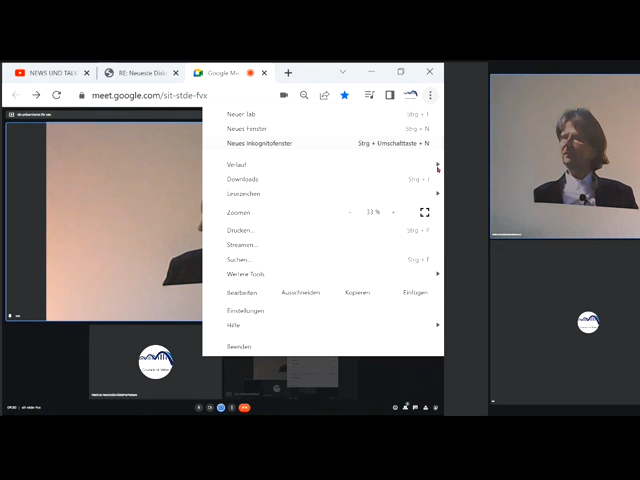 NEWS UND TALK
RE: Neueste Disk
Google Me
meet.google.com/sit-stde-fvx
Neuer Tab Strg + T
Neues Fenster Strg + N
Neues Inkognitofenster Strg + Umschalttaste + N
Verlauf
Downloads Strg + J
Lesezeichen
Zoomen - 33 % +
Drucken... Strg + P
Streamen...
Suchen... Strg + F
Weitere Tools
Bearbeiten Ausschneiden Kopieren Einfügen
Einstellungen
Hilfe
Beenden
sit-stde-fvx